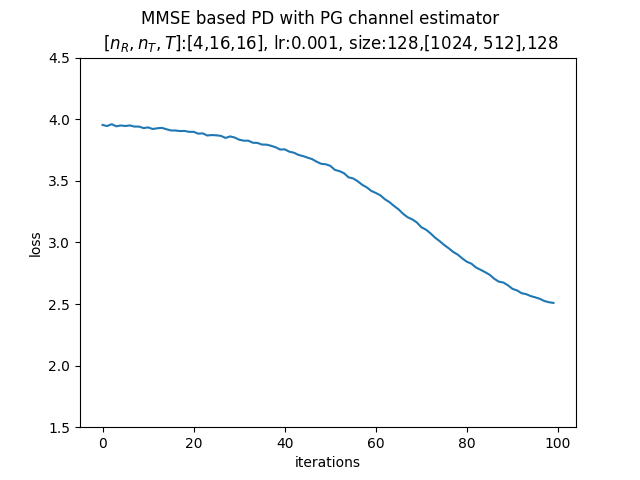 MMSE based PD with PG channel estimator
[n_R, n_T, T]:[4,16,16], lr:0.001, size:128,[1024, 512],128
4.5
4.0
3.5
3.0
2.5
2.0
1.5
loss
0 20 40 60 80 100
iterations